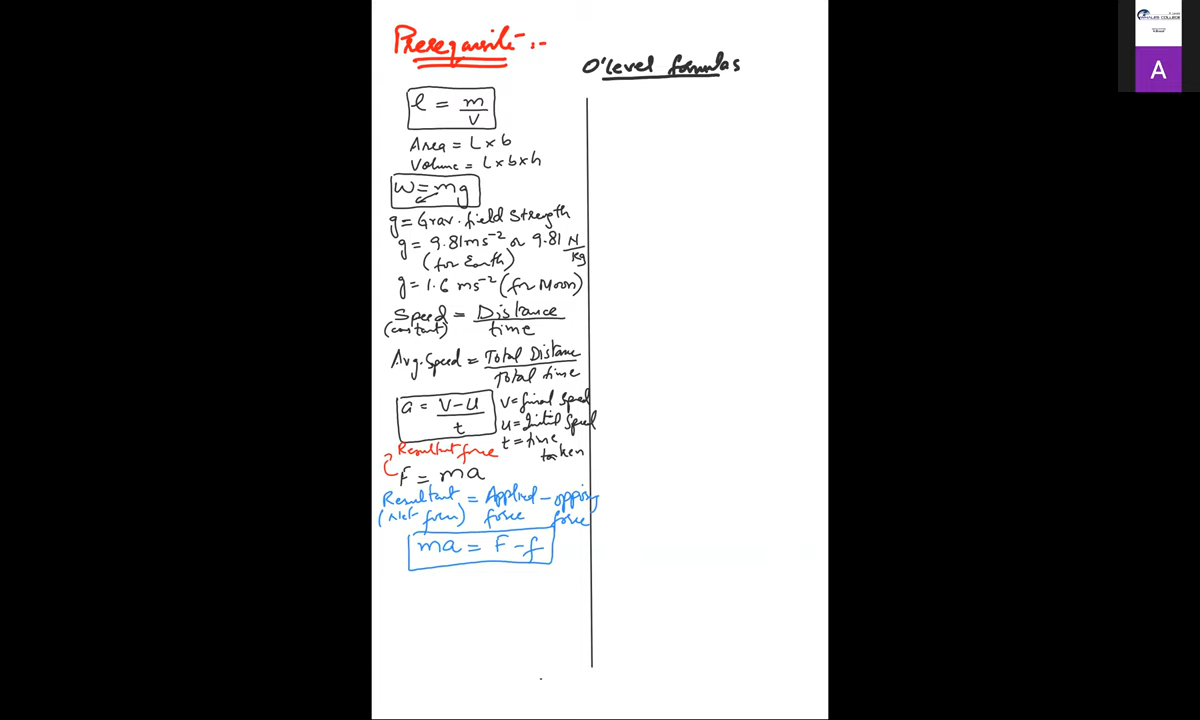 Prerequisite :-
O'level formulas
ρ = m/v
Area = L × b
Volume = L × b × h
W = mg
g = Grav. field strength
g = 9.81 ms⁻² or 9.81 N/kg
(for Earth)
g = 1.6 ms⁻² (for Moon)
Speed = Distance/time
(constant)
Avg. Speed = Total Distance/Total time
a = V-u/t
V = final speed
u = Initial speed
t = time
taken
Resultant force
F = ma
Resultant = Applied - opposing
(Net force) force force
ma = F - f
WHALES COLLEGE
A